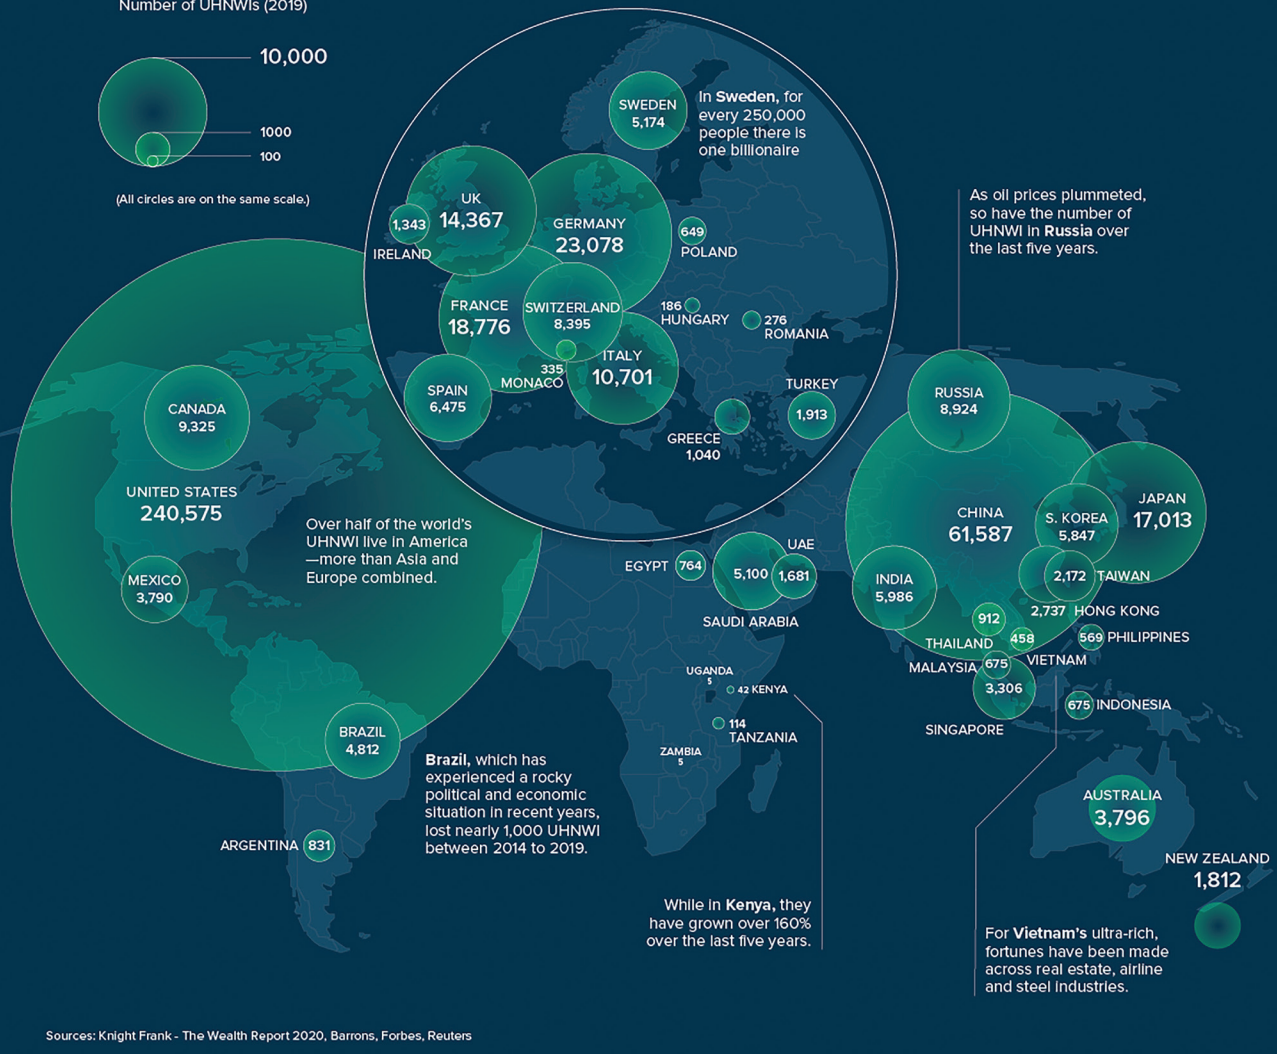 Number of UHNWIs (2019)
10,000
1000
100
(All circles are on the same scale.)
SWEDEN
5,174
In Sweden, for
every 250,000
people there is
one billionaire
UK
14,367
1,343
IRELAND
GERMANY
23,078
649
POLAND
FRANCE
18,776
SWITZERLAND
8,395
186
HUNGARY
276
ROMANIA
335
MONACO
ITALY
10,701
SPAIN
6,475
TURKEY
1,913
GREECE
1,040
As oil prices plummeted,
so have the number of
UHNWI in Russia over
the last five years.
RUSSIA
8,924
CANADA
9,325
UNITED STATES
240,575
MEXICO
3,790
Over half of the world's
UHNWI live in America
—more than Asia and
Europe combined.
CHINA
61,587
JAPAN
17,013
S. KOREA
5,847
INDIA
5,986
2,172
TAIWAN
2,737
HONG KONG
EGYPT
764
5,100
SAUDI ARABIA
UAE
1,681
912
THAILAND
458
VIETNAM
569
PHILIPPINES
MALAYSIA
675
3,306
SINGAPORE
675
INDONESIA
UGANDA
5
42 KENYA
114
TANZANIA
ZAMBIA
5
BRAZIL
4,812
Brazil, which has
experienced a rocky
political and economic
situation in recent years,
lost nearly 1,000 UHNWI
between 2014 to 2019.
ARGENTINA
831
AUSTRALIA
3,796
NEW ZEALAND
1,812
While in Kenya, they
have grown over 160%
over the last five years.
For Vietnam's ultra-rich,
fortunes have been made
across real estate, airline
and steel industries.
Sources: Knight Frank - The Wealth Report 2020, Barrons, Forbes, Reuters